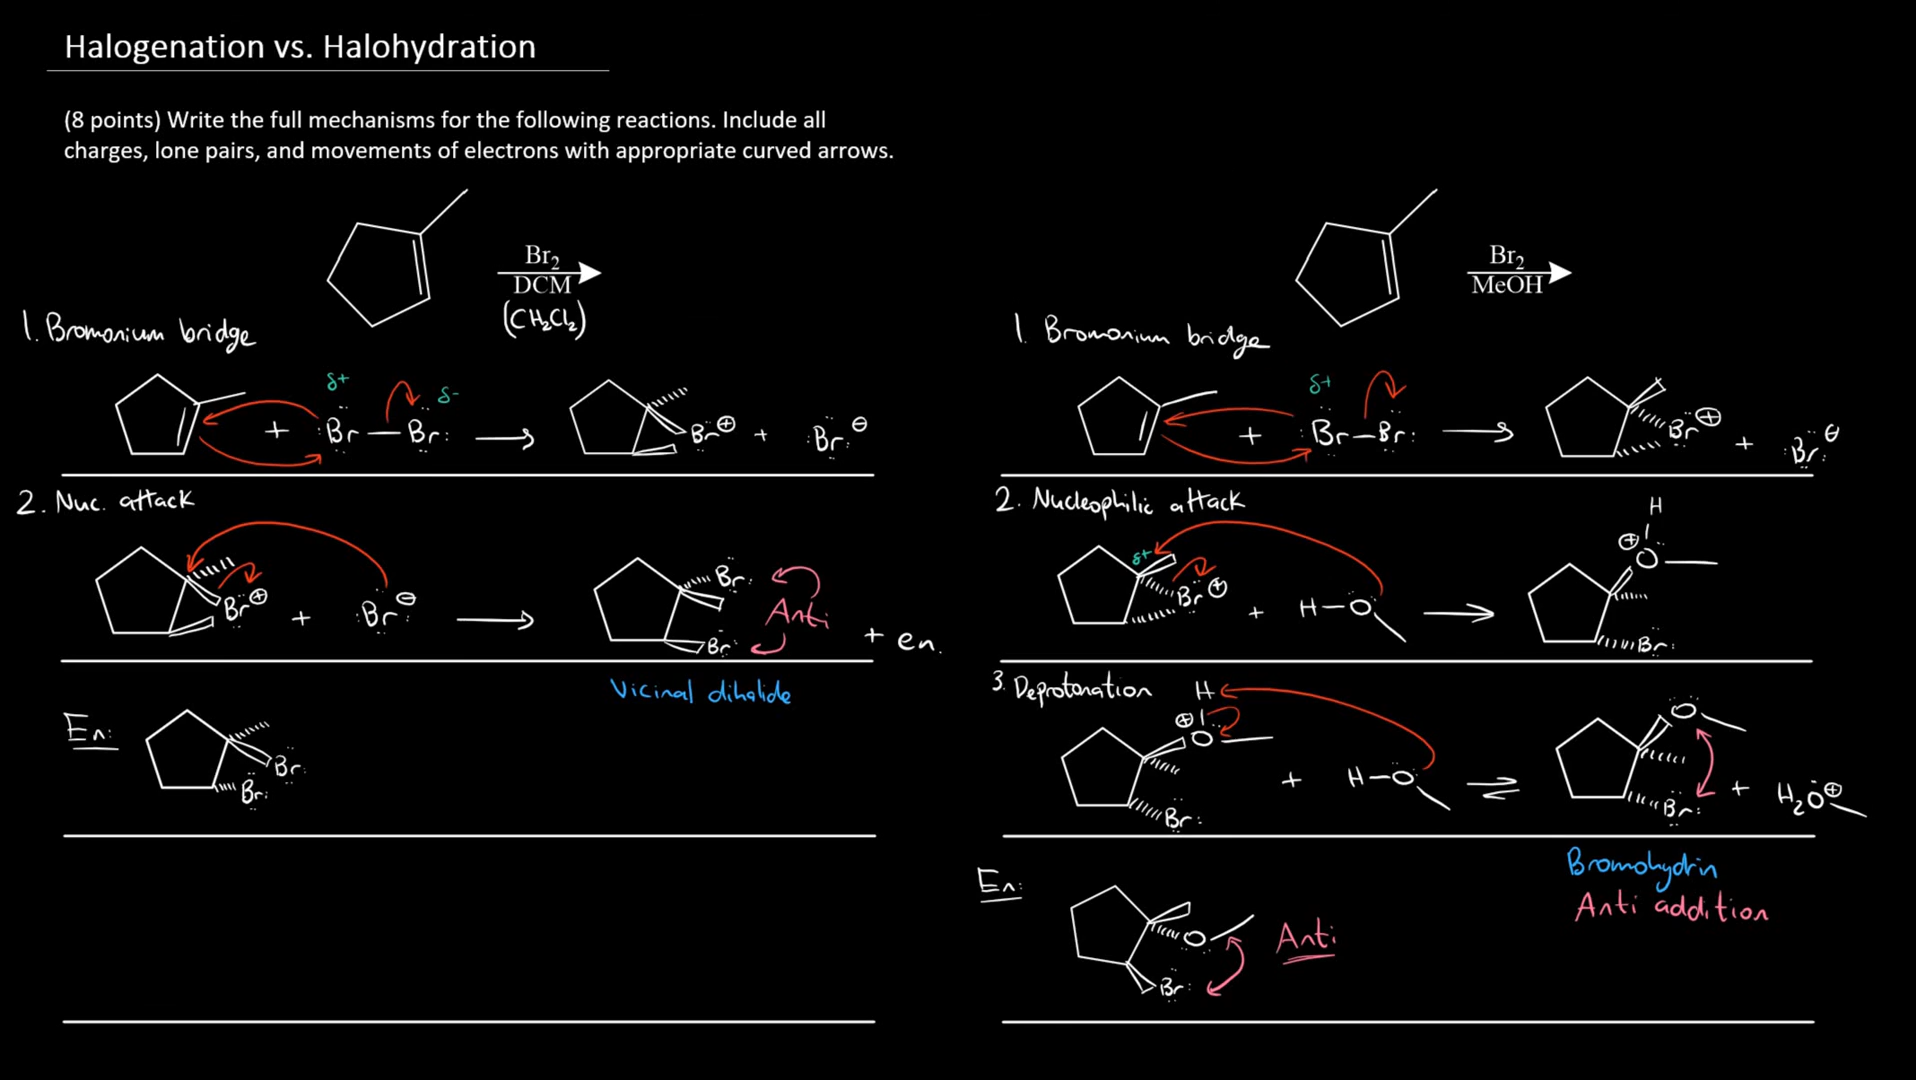 Halogenation vs. Halohydration
(8 points) Write the full mechanisms for the following reactions. Include all
charges, lone pairs, and movements of electrons with appropriate curved arrows.
Br₂
DCM
(CH₂Cl₂)
1. Bromonium bridge
δ+ δ-
+ :Br—Br: Br⊕ + :Br:⊖
2. Nuc. attack
Br⊕ + :Br:⊖
Br:
Anti
Br:
+ en.
Vicinal dihalide
En:
Br:
Br:
Br₂
MeOH
1. Bromonium bridge
δ+
+ :Br—Br: Br⊕ + :Br:⊖
2. Nucleophilic attack
δ+
Br⊕ + H—O
H
⊕
O
Br:
3. Deprotonation
H
⊕
O
Br:
+ H—O
O
Br:
+ H₂O⊕
Bromohydrin
Anti addition
En:
O
Br:
Anti